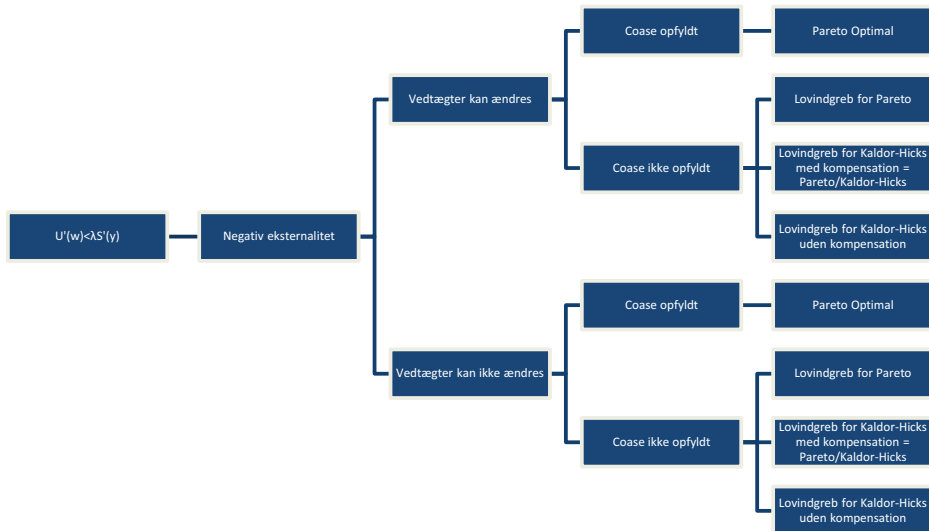 Coase opfyldt
Pareto Optimal
Vedtægter kan ændres
Lovindgreb for Pareto
Coase ikke opfyldt
Lovindgreb for Kaldor-Hicks
med kompensation =
Pareto/Kaldor-Hicks
Lovindgreb for Kaldor-Hicks
uden kompensation
U'(w)<λS'(y)
Negativ eksternalitet
Coase opfyldt
Pareto Optimal
Vedtægter kan ikke ændres
Lovindgreb for Pareto
Coase ikke opfyldt
Lovindgreb for Kaldor-Hicks
med kompensation =
Pareto/Kaldor-Hicks
Lovindgreb for Kaldor-Hicks
uden kompensation